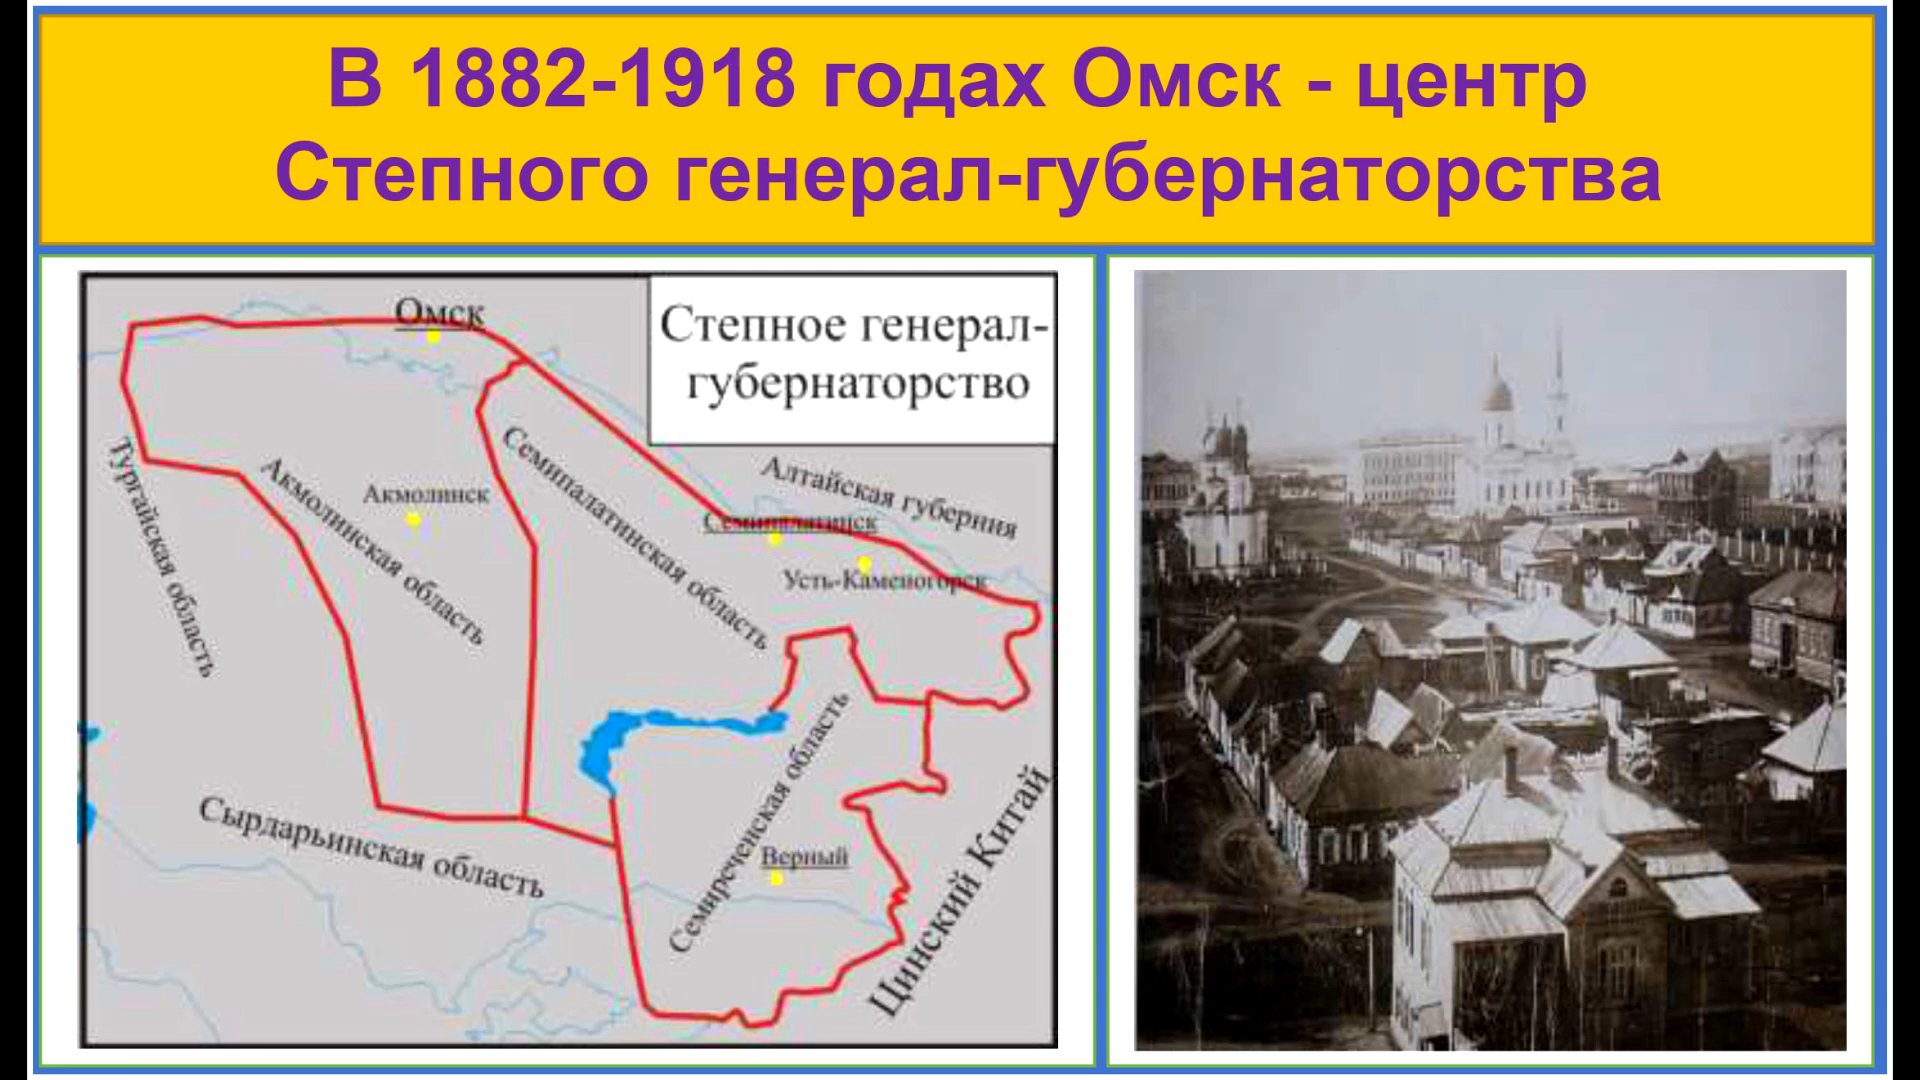 В 1882-1918 годах Омск - центр
Степного генерал-губернаторства
Омск
Степное генерал-
губернаторство
Тургайская область
Акмолинская область
Акмолинск
Семипалатинская область
Алтайская губерния
Семипалатинск
Усть-Каменогорск
Сырдарьинская область
Семиреченская область
Верный
Цинский Китай